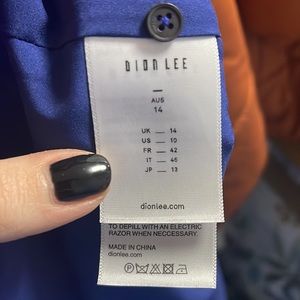 DION LEE
AUS
14
UK — 14
US — 10
FR — 42
IT — 46
JP — 13
dionlee.com
TO DEPILL WITH AN ELECTRIC
RAZOR WHEN NECCESSARY.
MADE IN CHINA
dionlee.com